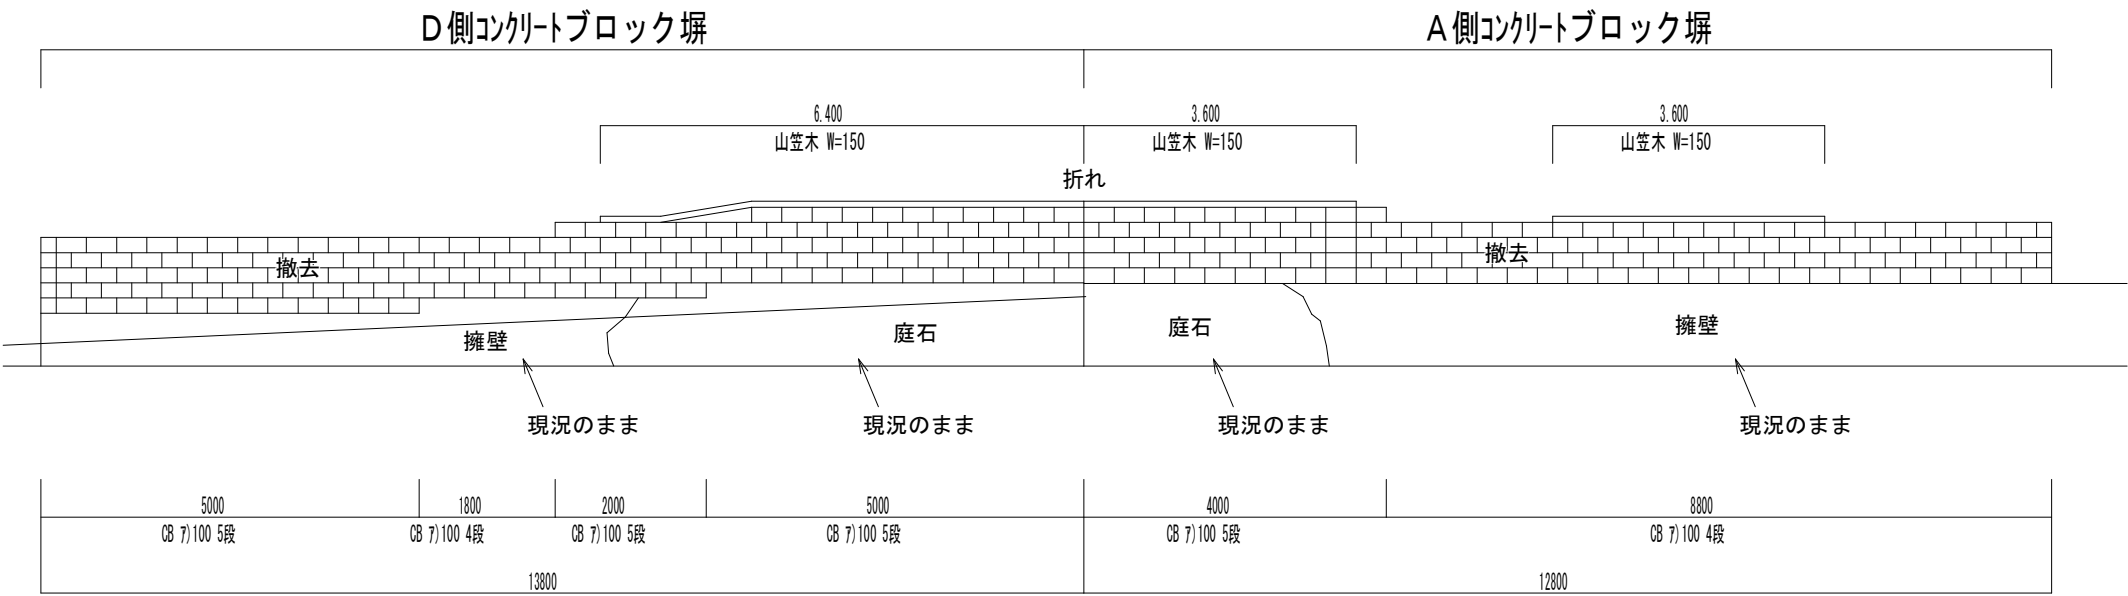 D側コンクリートブロック塀
A側コンクリートブロック塀
6.400
3.600
3.600
山笠木 W=150
山笠木 W=150
山笠木 W=150
折れ
撤去
撤去
擁壁
庭石
庭石
擁壁
現況のまま
現況のまま
現況のまま
現況のまま
5000
1800
2000
5000
4000
8800
CB ｱ)100 5段
CB ｱ)100 4段
CB ｱ)100 5段
CB ｱ)100 5段
CB ｱ)100 5段
CB ｱ)100 4段
13800
12800